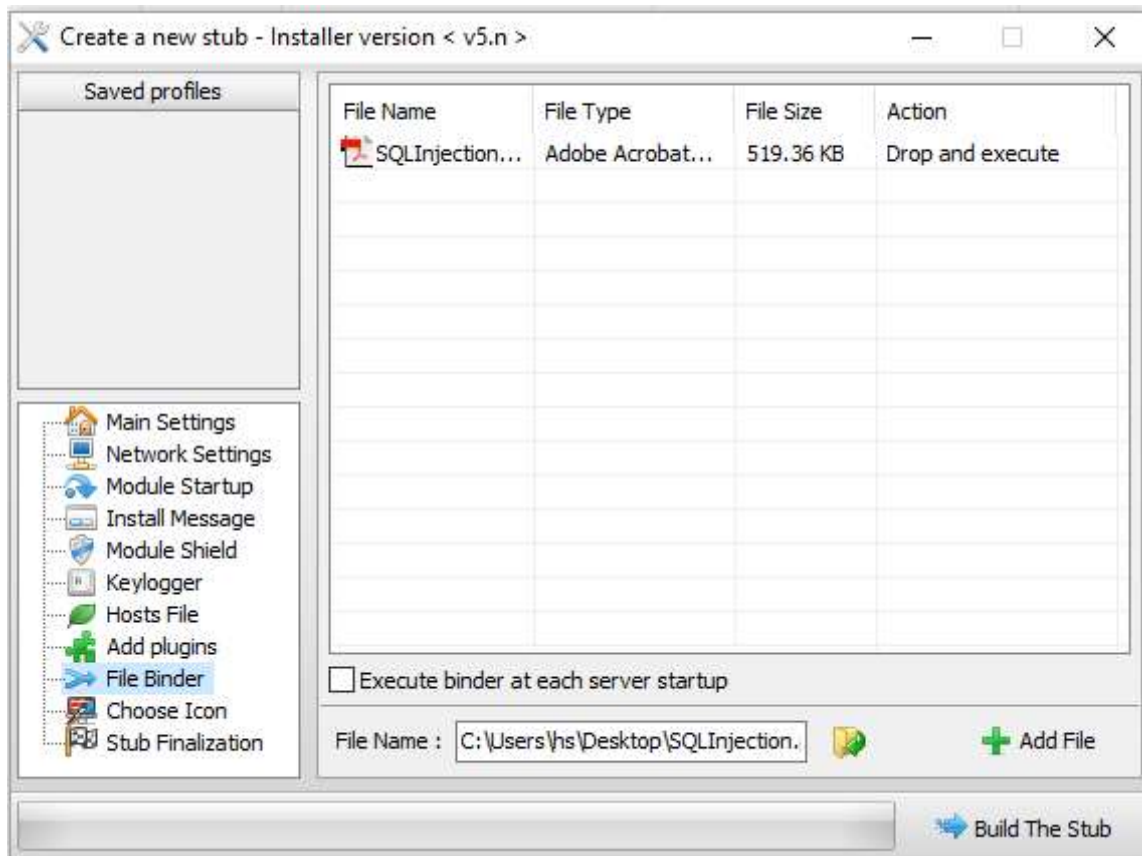 Create a new stub - Installer version < v5.n >
Saved profiles
File Name File Type File Size Action
SQLInjection... Adobe Acrobat... 519.36 KB Drop and execute
Main Settings
Network Settings
Module Startup
Install Message
Module Shield
Keylogger
Hosts File
Add plugins
File Binder
Choose Icon
Stub Finalization
Execute binder at each server startup
File Name : C:\Users\hs\Desktop\SQLInjection.
Add File
Build The Stub